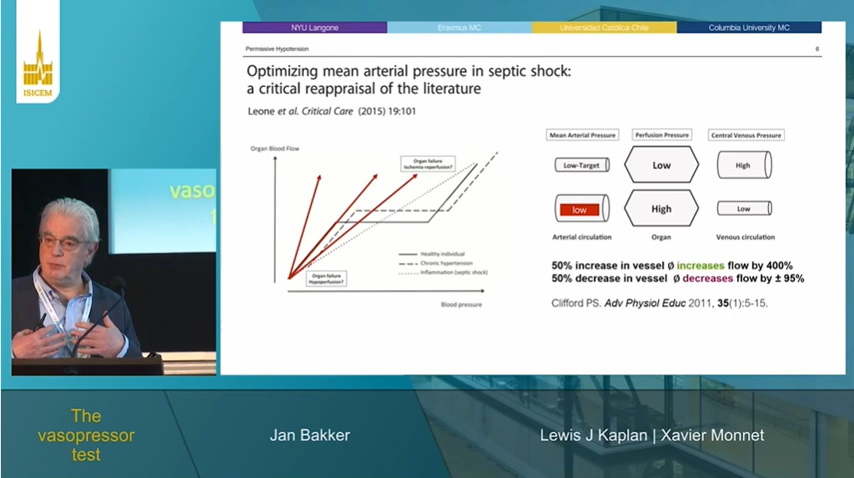 NYU Langone
Erasmus MC
Universidad Católica Chile
Columbia University MC
Permissive Hypotension
6
Optimizing mean arterial pressure in septic shock:
a critical reappraisal of the literature
Leone et al. Critical Care (2015) 19:101
Organ Blood Flow
Organ failure
Ischemia reperfusion?
Organ failure
Hypoperfusion?
Healthy individual
Chronic hypertension
Inflammation (septic shock)
Blood pressure
Mean Arterial Pressure
Perfusion Pressure
Central Venous Pressure
Low-Target
Low
High
low
High
Low
Arterial circulation
Organ
Venous circulation
50% increase in vessel ø increases flow by 400%
50% decrease in vessel ø decreases flow by ± 95%
Clifford PS. Adv Physiol Educ 2011, 35(1):5-15.
ISICEM
vaso
The
vasopressor
test
Jan Bakker
Lewis J Kaplan | Xavier Monnet